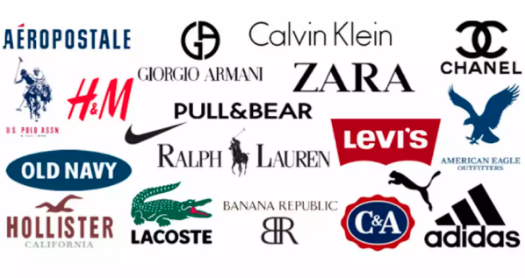 AÉROPOSTALE
GA
GIORGIO ARMANI
Calvin Klein
CHANEL
U.S. POLO ASSN.
H&M
ZARA
PULL&BEAR
RALPH LAUREN
LEVI'S
AMERICAN EAGLE
OUTFITTERS
OLD NAVY
HOLLISTER
CALIFORNIA
LACOSTE
BANANA REPUBLIC
BR
C&A
adidas